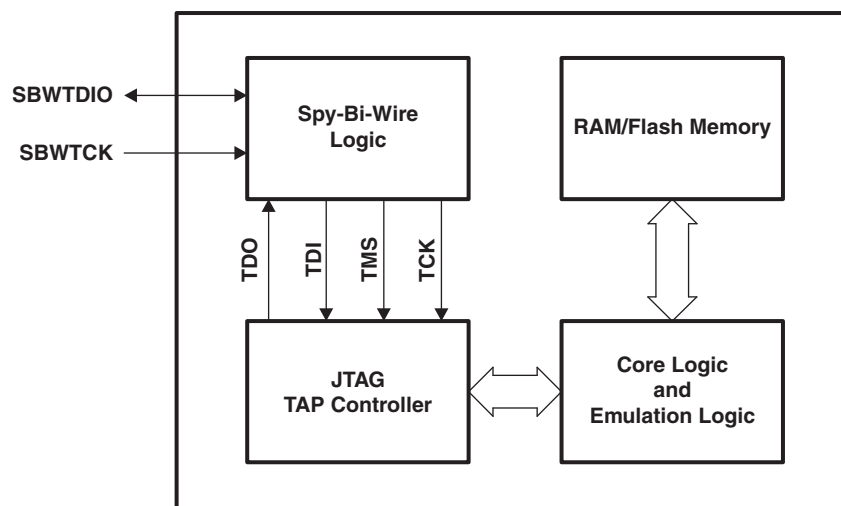 SBWTDIO
SBWTCK
Spy-Bi-Wire
Logic
RAM/Flash Memory
TDO
TDI
TMS
TCK
JTAG
TAP Controller
Core Logic
and
Emulation Logic